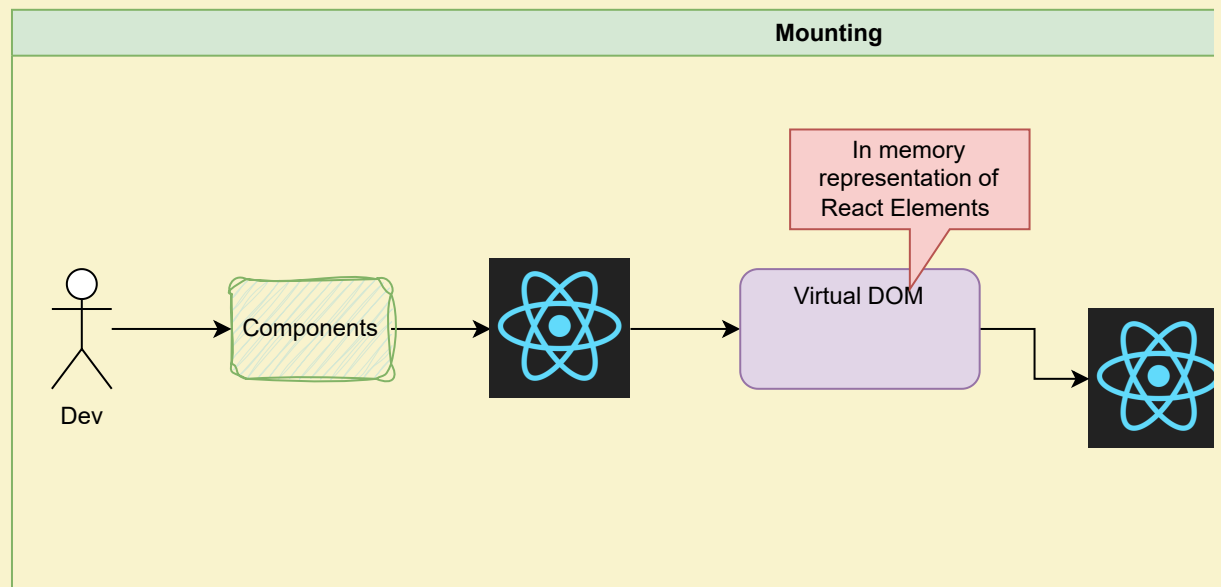 Mounting
In memory
representation of
React Elements
Virtual DOM
Components
Dev